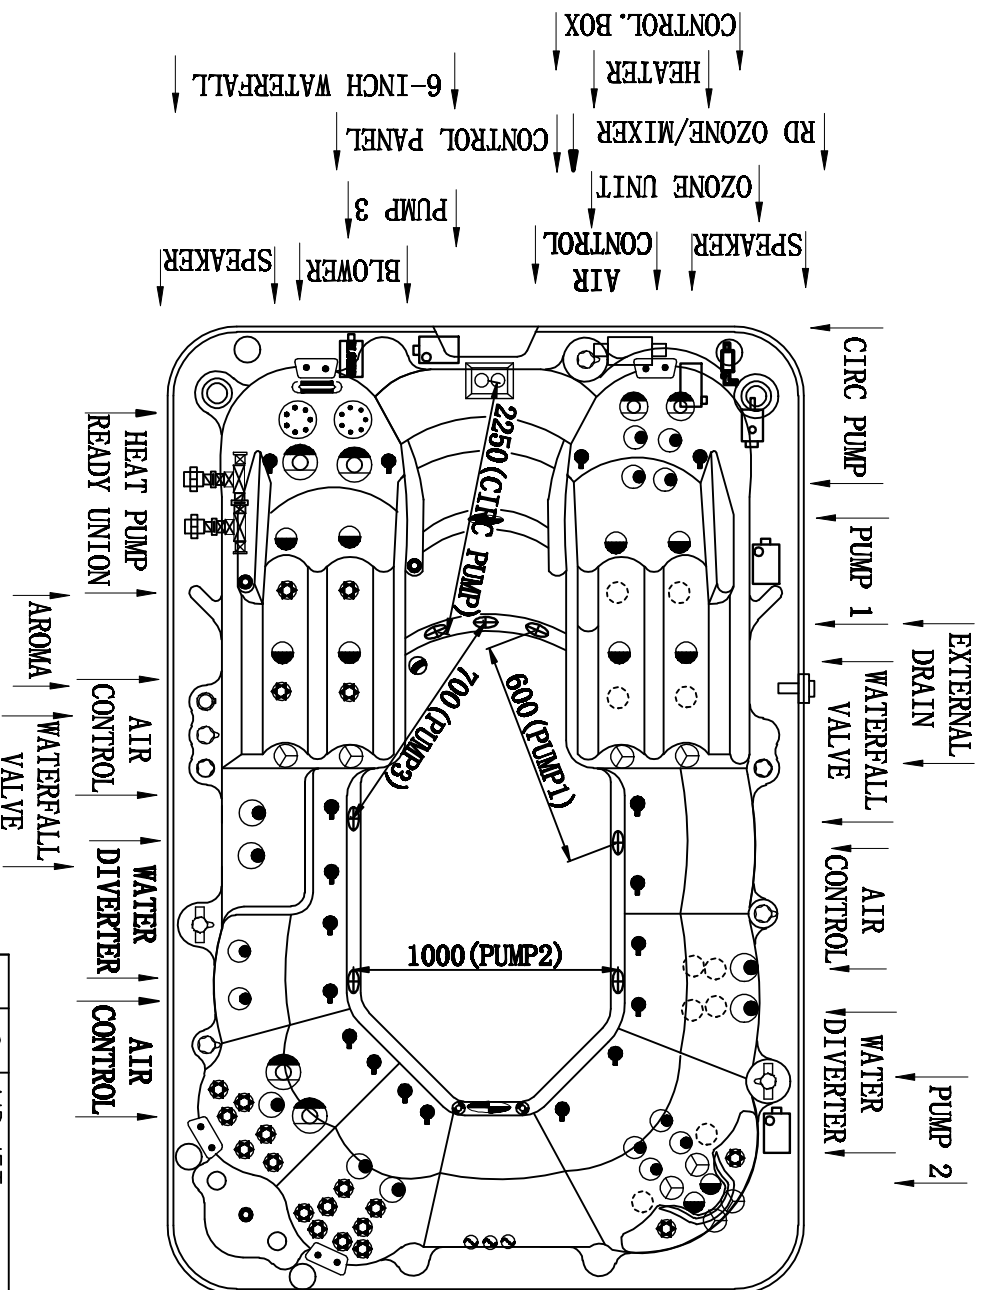 CONTROL.BOX
HEATER
6-INCH WATERFALL
RD OZONE/MIXER
CONTROL PANEL
OZONE UNIT
PUMP 3
SPEAKER
AIR
CONTROL
BLOWER
SPEAKER
CIRC PUMP
PUMP 1
EXTERNAL
DRAIN
WATERFALL
VALVE
AIR
CONTROL
WATER
DIVERTER
PUMP 2
HEAT PUMP
READY UNION
AROMA
AIR
CONTROL
WATERFALL
VALVE
WATER
DIVERTER
AIR
CONTROL
2250(CIRC PUMP)
700(PUMP3)
600(PUMP1)
1000(PUMP2)